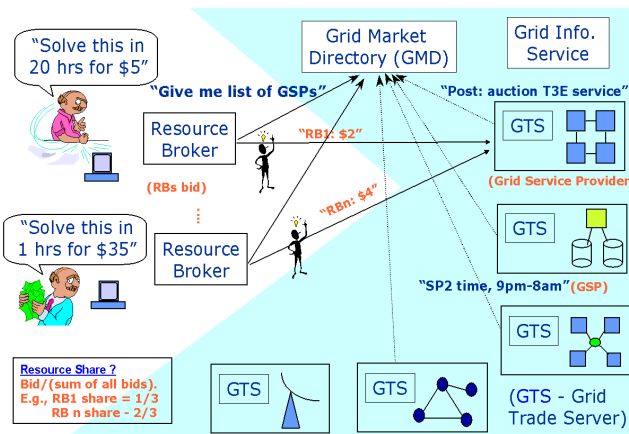 “Solve this in
20 hrs for $5”
Grid Market
Directory (GMD)
Grid Info.
Service
“Give me list of GSPs”
“Post: auction T3E service”
Resource
Broker
“RB1: $2”
GTS
(RBs bid)
(Grid Service Provider
“RBn: $4”
“Solve this in
1 hrs for $35”
Resource
Broker
GTS
“SP2 time, 9pm-8am”
(GSP)
GTS
Resource Share ?
Bid/(sum of all bids).
E.g., RB1 share = 1/3
RB n share - 2/3
GTS
GTS
(GTS - Grid
Trade Server)